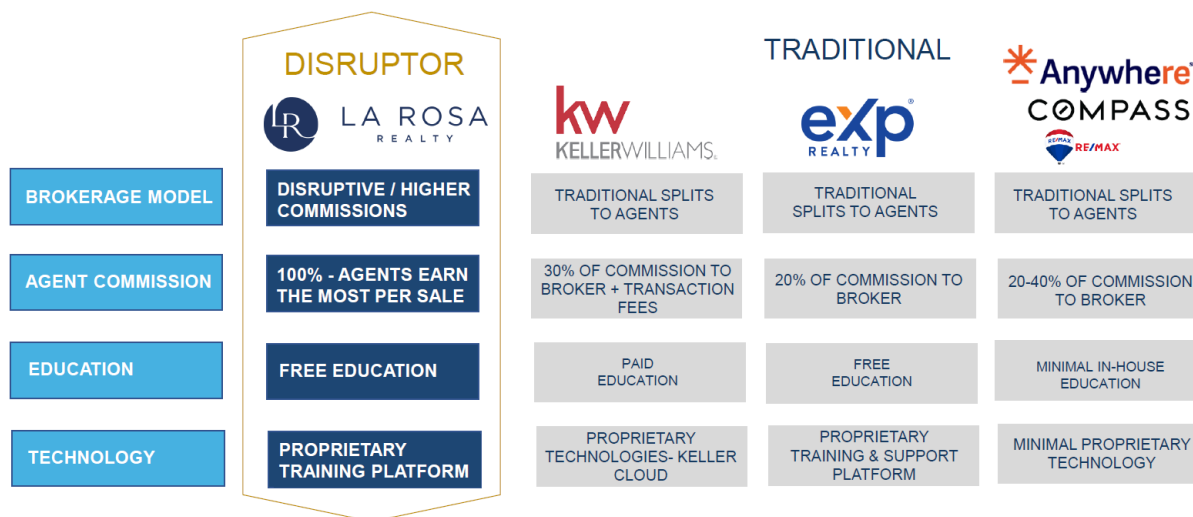 DISRUPTOR
TRADITIONAL
LR
LA ROSA
REALTY
kw
KELLERWILLIAMS.
eXp
REALTY
Anywhere
COMPASS
RE/MAX
RE/MAX
BROKERAGE MODEL
DISRUPTIVE / HIGHER
COMMISSIONS
TRADITIONAL SPLITS
TO AGENTS
TRADITIONAL
SPLITS TO AGENTS
TRADITIONAL SPLITS
TO AGENTS
AGENT COMMISSION
100% - AGENTS EARN
THE MOST PER SALE
30% OF COMMISSION TO
BROKER + TRANSACTION
FEES
20% OF COMMISSION TO
BROKER
20-40% OF COMMISSION
TO BROKER
EDUCATION
FREE EDUCATION
PAID
EDUCATION
FREE
EDUCATION
MINIMAL IN-HOUSE
EDUCATION
TECHNOLOGY
PROPRIETARY
TRAINING PLATFORM
PROPRIETARY
TECHNOLOGIES- KELLER
CLOUD
PROPRIETARY
TRAINING & SUPPORT
PLATFORM
MINIMAL PROPRIETARY
TECHNOLOGY